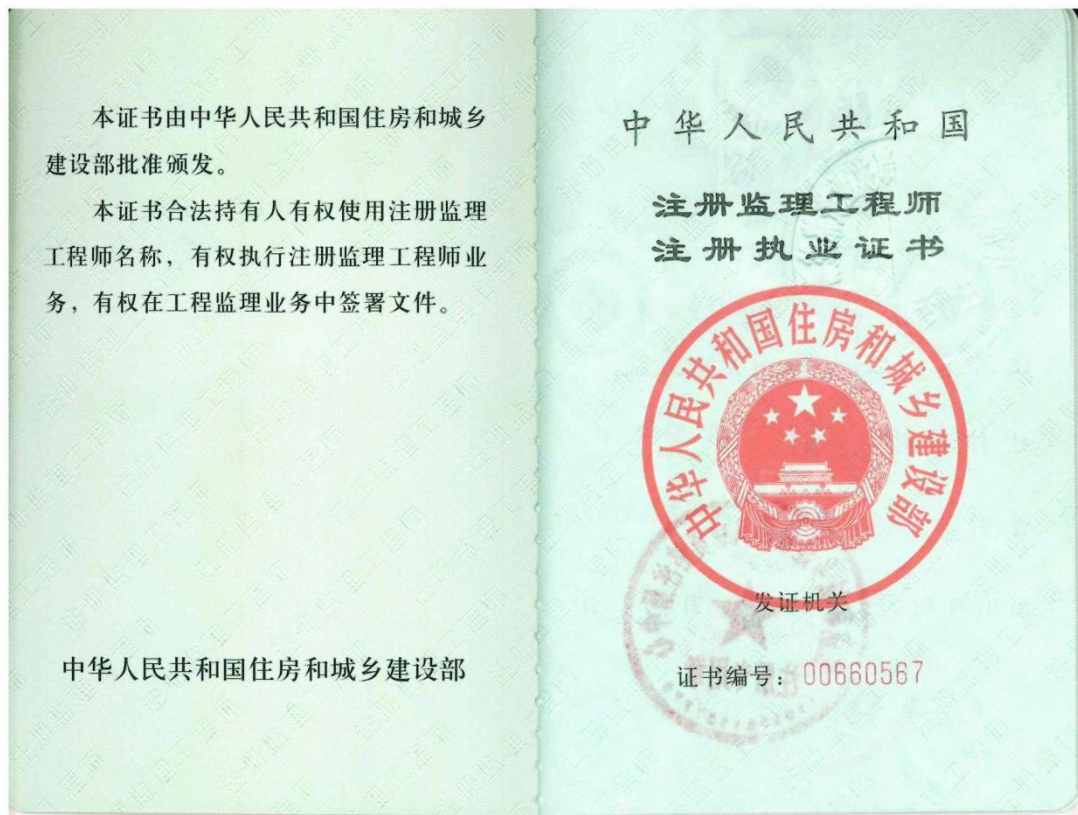 本证书由中华人民共和国住房和城乡
建设部批准颁发。
本证书合法持有人有权使用注册监理
工程师名称，有权执行注册监理工程师业
务，有权在工程监理业务中签署文件。
中华人民共和国住房和城乡建设部
中华人民共和国
注册监理工程师
注册执业证书
中华人民共和国住房和城乡建设部
发证机关
证书编号：00660567